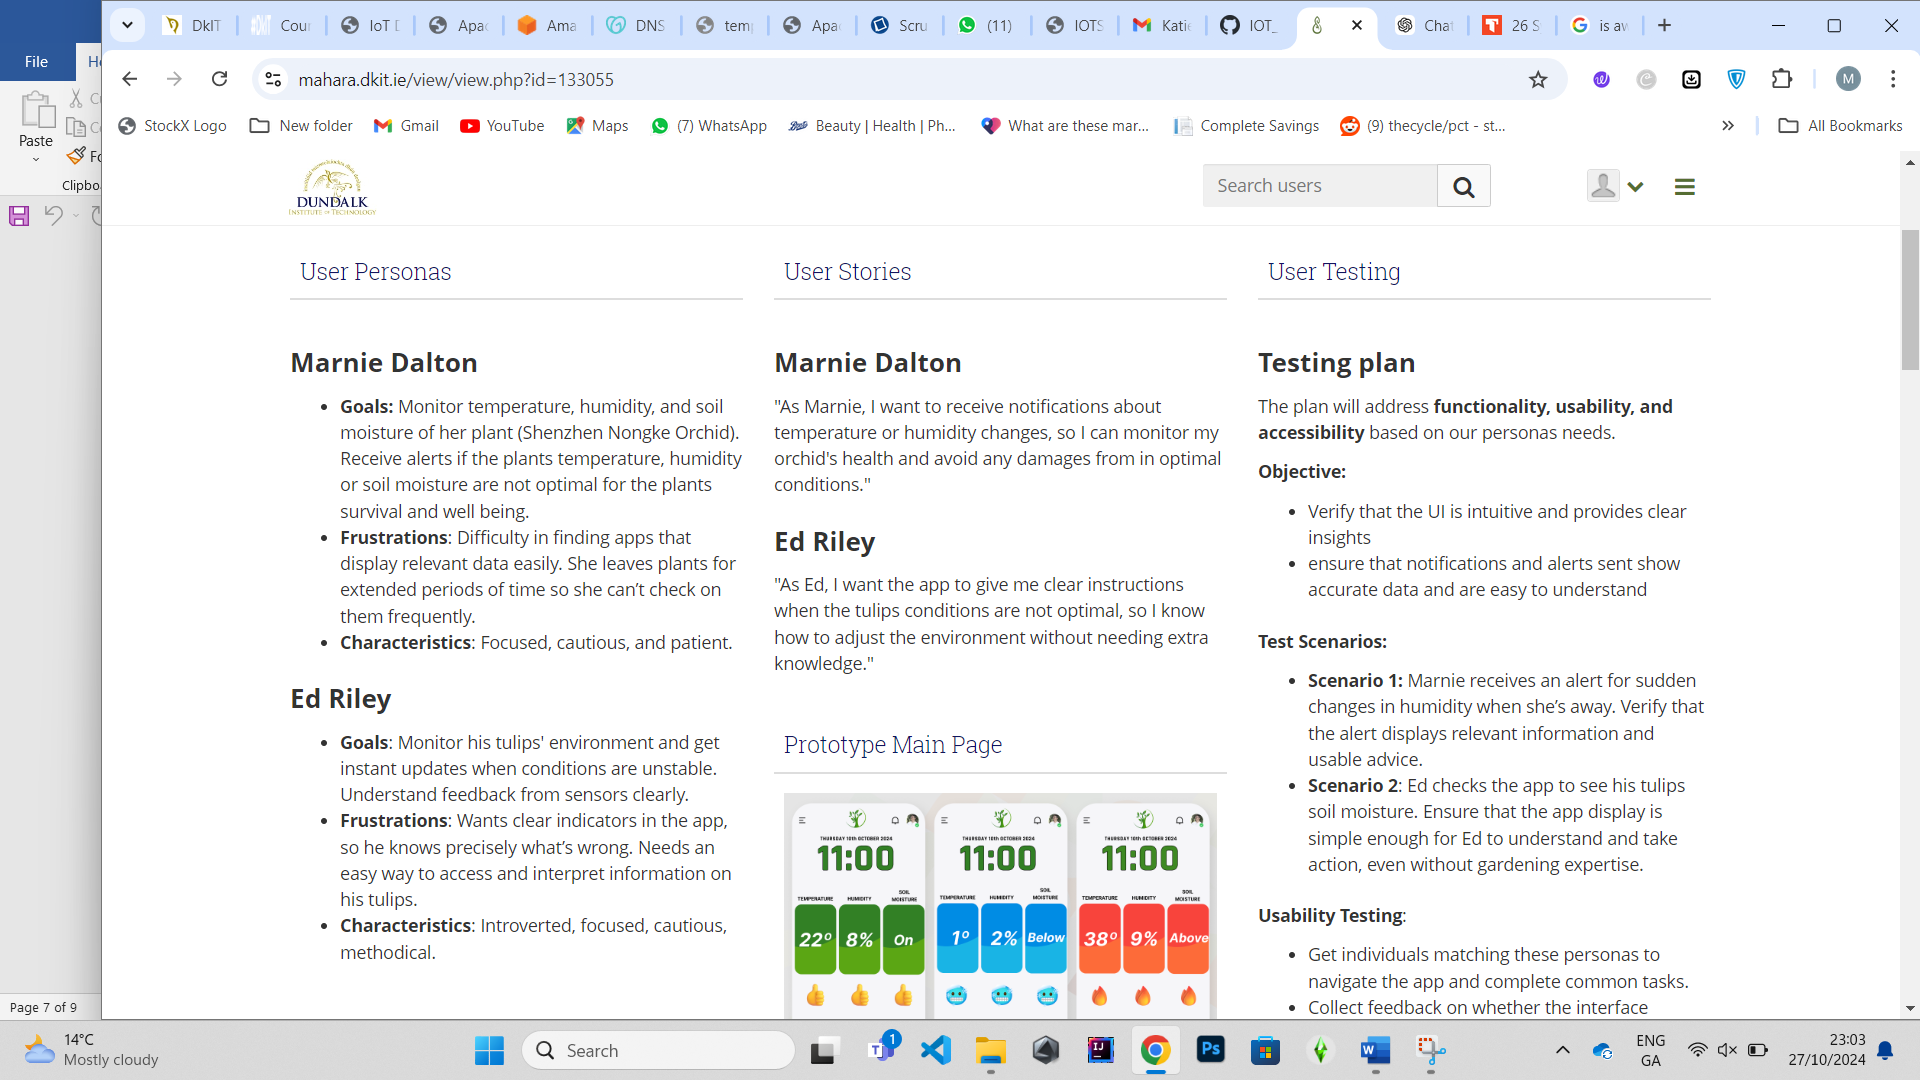 DkIT
Cour
IoT D
Apac
Ama
DNS
temp
Apac
Scru
(11)
IOTS
Katie
IOT_
Chat
26 S
is aw
File
mahara.dkit.ie/view/view.php?id=133055
M
Paste
StockX Logo
New folder
Gmail
YouTube
Maps
(7) WhatsApp
Beauty | Health | Ph...
What are these mar...
Complete Savings
(9) thecycle/pct - st...
All Bookmarks
Clipbo
DUNDALK
INSTITUTE OF TECHNOLOGY
Search users
User Personas
Marnie Dalton
• Goals: Monitor temperature, humidity, and soil
moisture of her plant (Shenzhen Nongke Orchid).
Receive alerts if the plants temperature, humidity
or soil moisture are not optimal for the plants
survival and well being.
• Frustrations: Difficulty in finding apps that
display relevant data easily. She leaves plants for
extended periods of time so she can’t check on
them frequently.
• Characteristics: Focused, cautious, and patient.
Ed Riley
• Goals: Monitor his tulips' environment and get
instant updates when conditions are unstable.
Understand feedback from sensors clearly.
• Frustrations: Wants clear indicators in the app,
so he knows precisely what’s wrong. Needs an
easy way to access and interpret information on
his tulips.
• Characteristics: Introverted, focused, cautious,
methodical.
User Stories
Marnie Dalton
"As Marnie, I want to receive notifications about
temperature or humidity changes, so I can monitor my
orchid's health and avoid any damages from in optimal
conditions."
Ed Riley
"As Ed, I want the app to give me clear instructions
when the tulips conditions are not optimal, so I know
how to adjust the environment without needing extra
knowledge."
Prototype Main Page
THURSDAY 10th OCTOBER 2024
11:00
TEMPERATURE HUMIDITY SOIL MOISTURE
22º 8% On
THURSDAY 10th OCTOBER 2024
11:00
TEMPERATURE HUMIDITY SOIL MOISTURE
1º 2% Below
THURSDAY 10th OCTOBER 2024
11:00
TEMPERATURE HUMIDITY SOIL MOISTURE
38º 9% Above
User Testing
Testing plan
The plan will address functionality, usability, and
accessibility based on our personas needs.
Objective:
• Verify that the UI is intuitive and provides clear
insights
• ensure that notifications and alerts sent show
accurate data and are easy to understand
Test Scenarios:
• Scenario 1: Marnie receives an alert for sudden
changes in humidity when she’s away. Verify that
the alert displays relevant information and
usable advice.
• Scenario 2: Ed checks the app to see his tulips
soil moisture. Ensure that the app display is
simple enough for Ed to understand and take
action, even without gardening expertise.
Usability Testing:
• Get individuals matching these personas to
navigate the app and complete common tasks.
• Collect feedback on whether the interface
Page 7 of 9
14°C
Mostly cloudy
Search
1
ENG
GA
23:03
27/10/2024